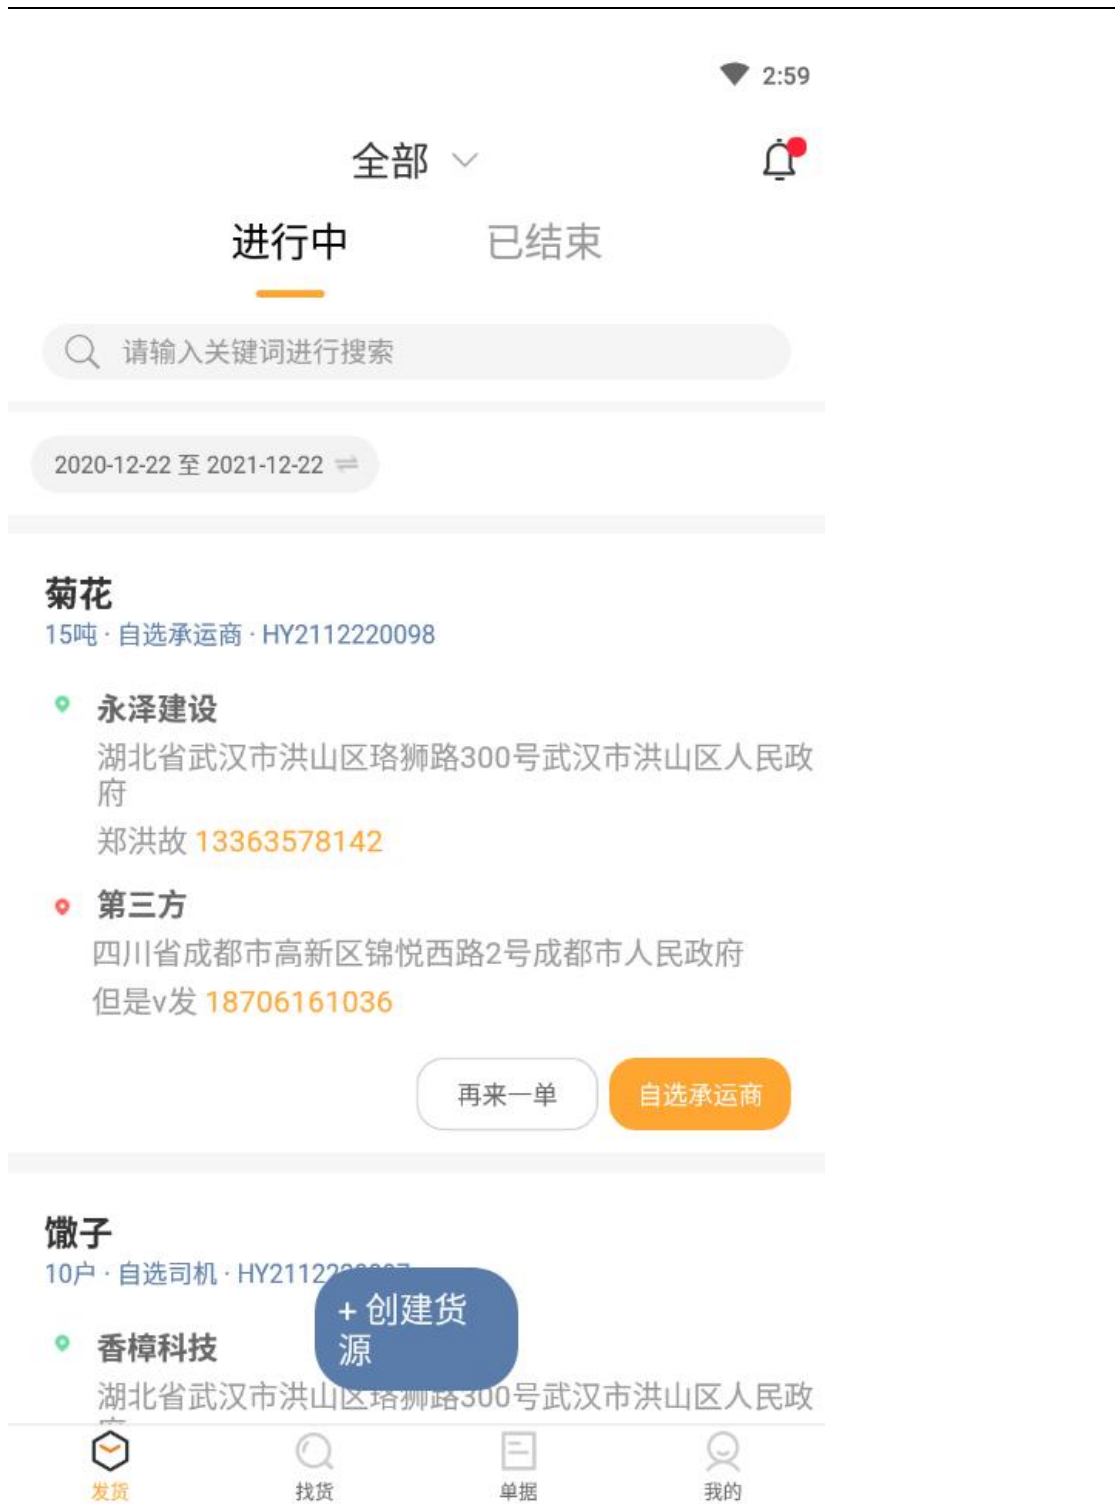 2:59
全部
进行中 已结束
请输入关键词进行搜索
2020-12-22 至 2021-12-22
菊花
15吨 · 自选承运商 · HY2112220098
永泽建设
湖北省武汉市洪山区珞狮路300号武汉市洪山区人民政
府
郑洪故 13363578142
第三方
四川省成都市高新区锦悦西路2号成都市人民政府
但是v发 18706161036
再来一单 自选承运商
馓子
10户 · 自选司机 · HY2112
+ 创建货
源
香樟科技
湖北省武汉市洪山区珞狮路300号武汉市洪山区人民政
发货 找货 单据 我的